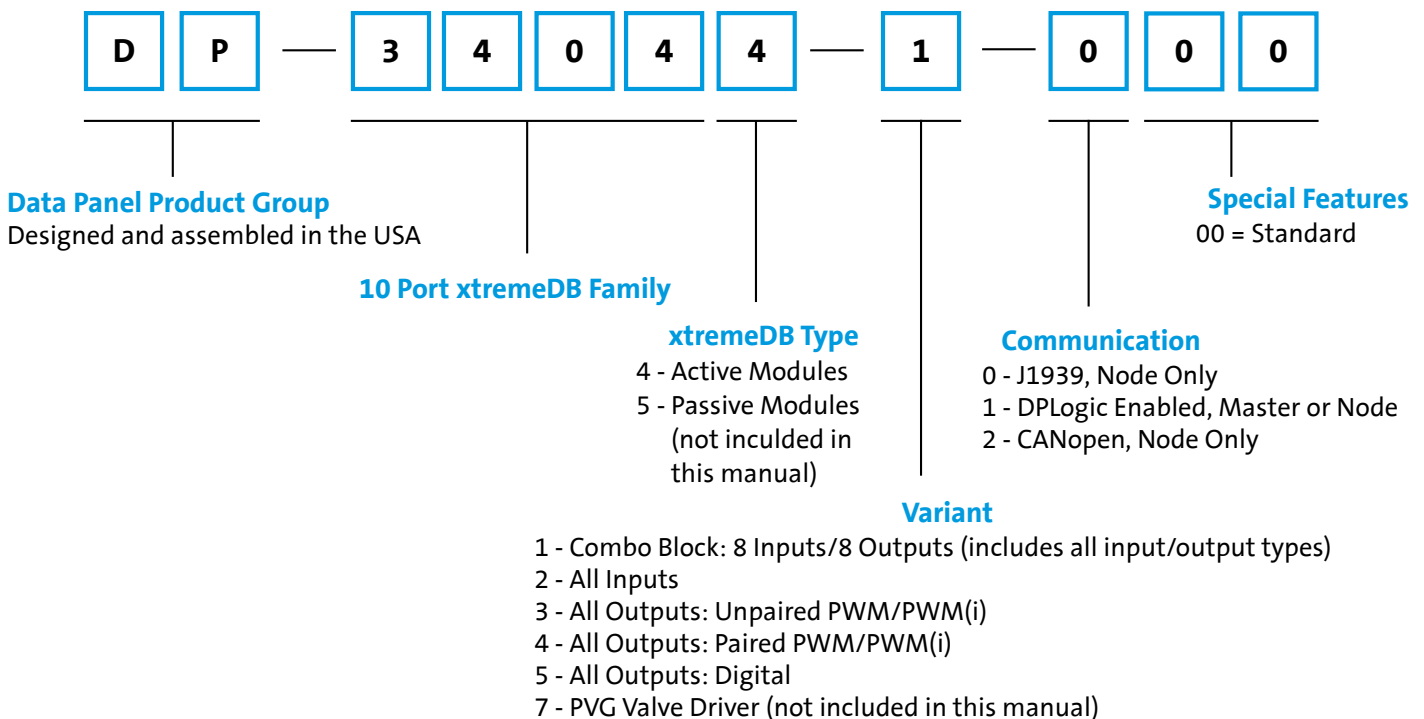 D P — 3 4 0 4 4 — 1 — 0 0 0
Data Panel Product Group
Designed and assembled in the USA
10 Port xtremeDB Family
xtremeDB Type
4 - Active Modules
5 - Passive Modules
(not inculded in
this manual)
Variant
1 - Combo Block: 8 Inputs/8 Outputs (includes all input/output types)
2 - All Inputs
3 - All Outputs: Unpaired PWM/PWM(i)
4 - All Outputs: Paired PWM/PWM(i)
5 - All Outputs: Digital
7 - PVG Valve Driver (not included in this manual)
Communication
0 - J1939, Node Only
1 - DPLogic Enabled, Master or Node
2 - CANopen, Node Only
Special Features
00 = Standard